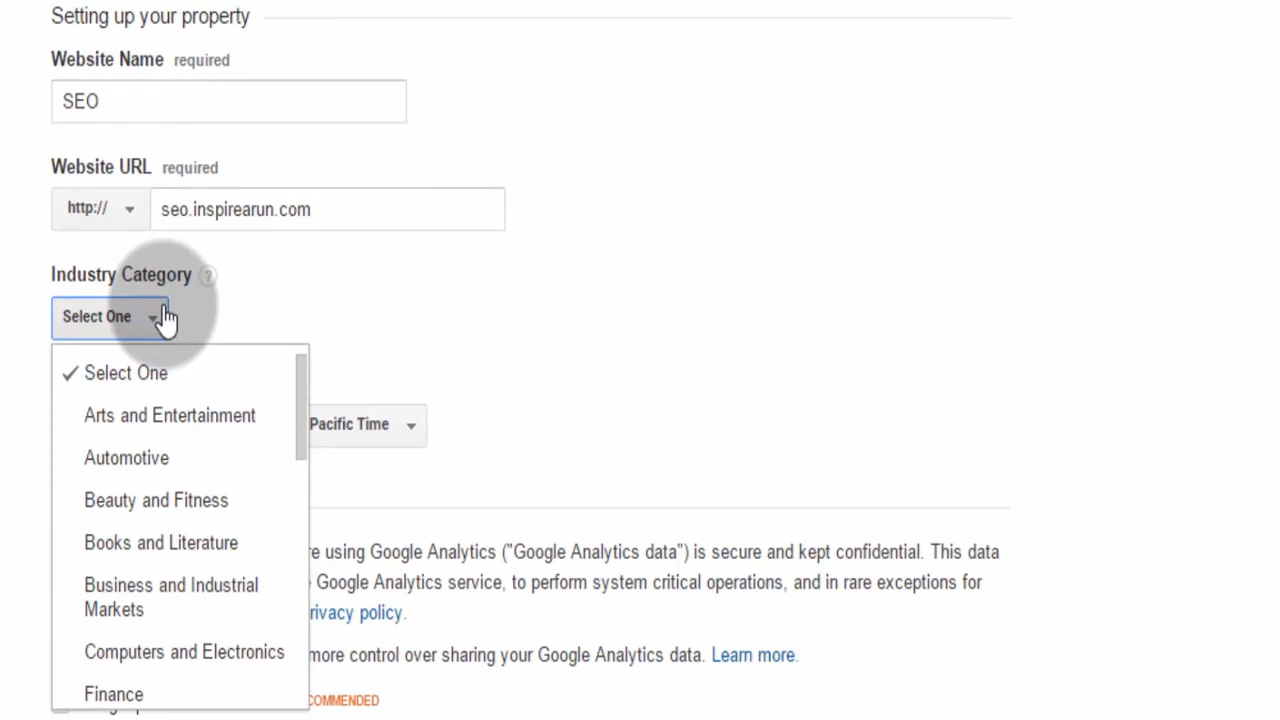 Setting up your property
Website Name required
SEO
Website URL required
http://
seo.inspirearun.com
Industry Category ?
Select One
Select One
Arts and Entertainment
Pacific Time
Automotive
Beauty and Fitness
Books and Literature
using Google Analytics ("Google Analytics data") is secure and kept confidential. This data
Business and Industrial
Markets
Google Analytics service, to perform system critical operations, and in rare exceptions for
rivacy policy.
Computers and Electronics
more control over sharing your Google Analytics data. Learn more.
Finance
COMMENDED